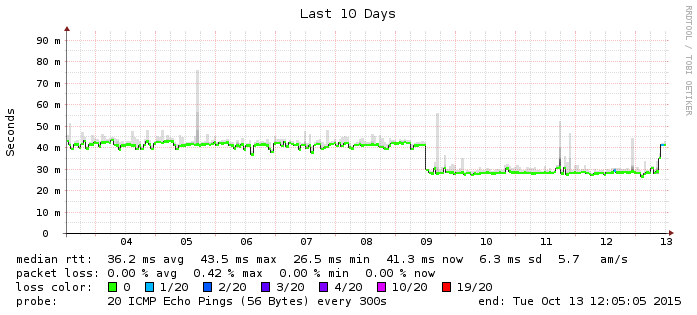 Last 10 Days
RRDTOOL / TOBI OETIKER
Seconds
90 m
80 m
70 m
60 m
50 m
40 m
30 m
20 m
10 m
0
04 05 06 07 08 09 10 11 12 13
median rtt: 36.2 ms avg 43.5 ms max 26.5 ms min 41.3 ms now 6.3 ms sd 5.7 am/s
packet loss: 0.00 % avg 0.42 % max 0.00 % min 0.00 % now
loss color: 0 1/20 2/20 3/20 4/20 10/20 19/20
probe: 20 ICMP Echo Pings (56 Bytes) every 300s end: Tue Oct 13 12:05:05 2015